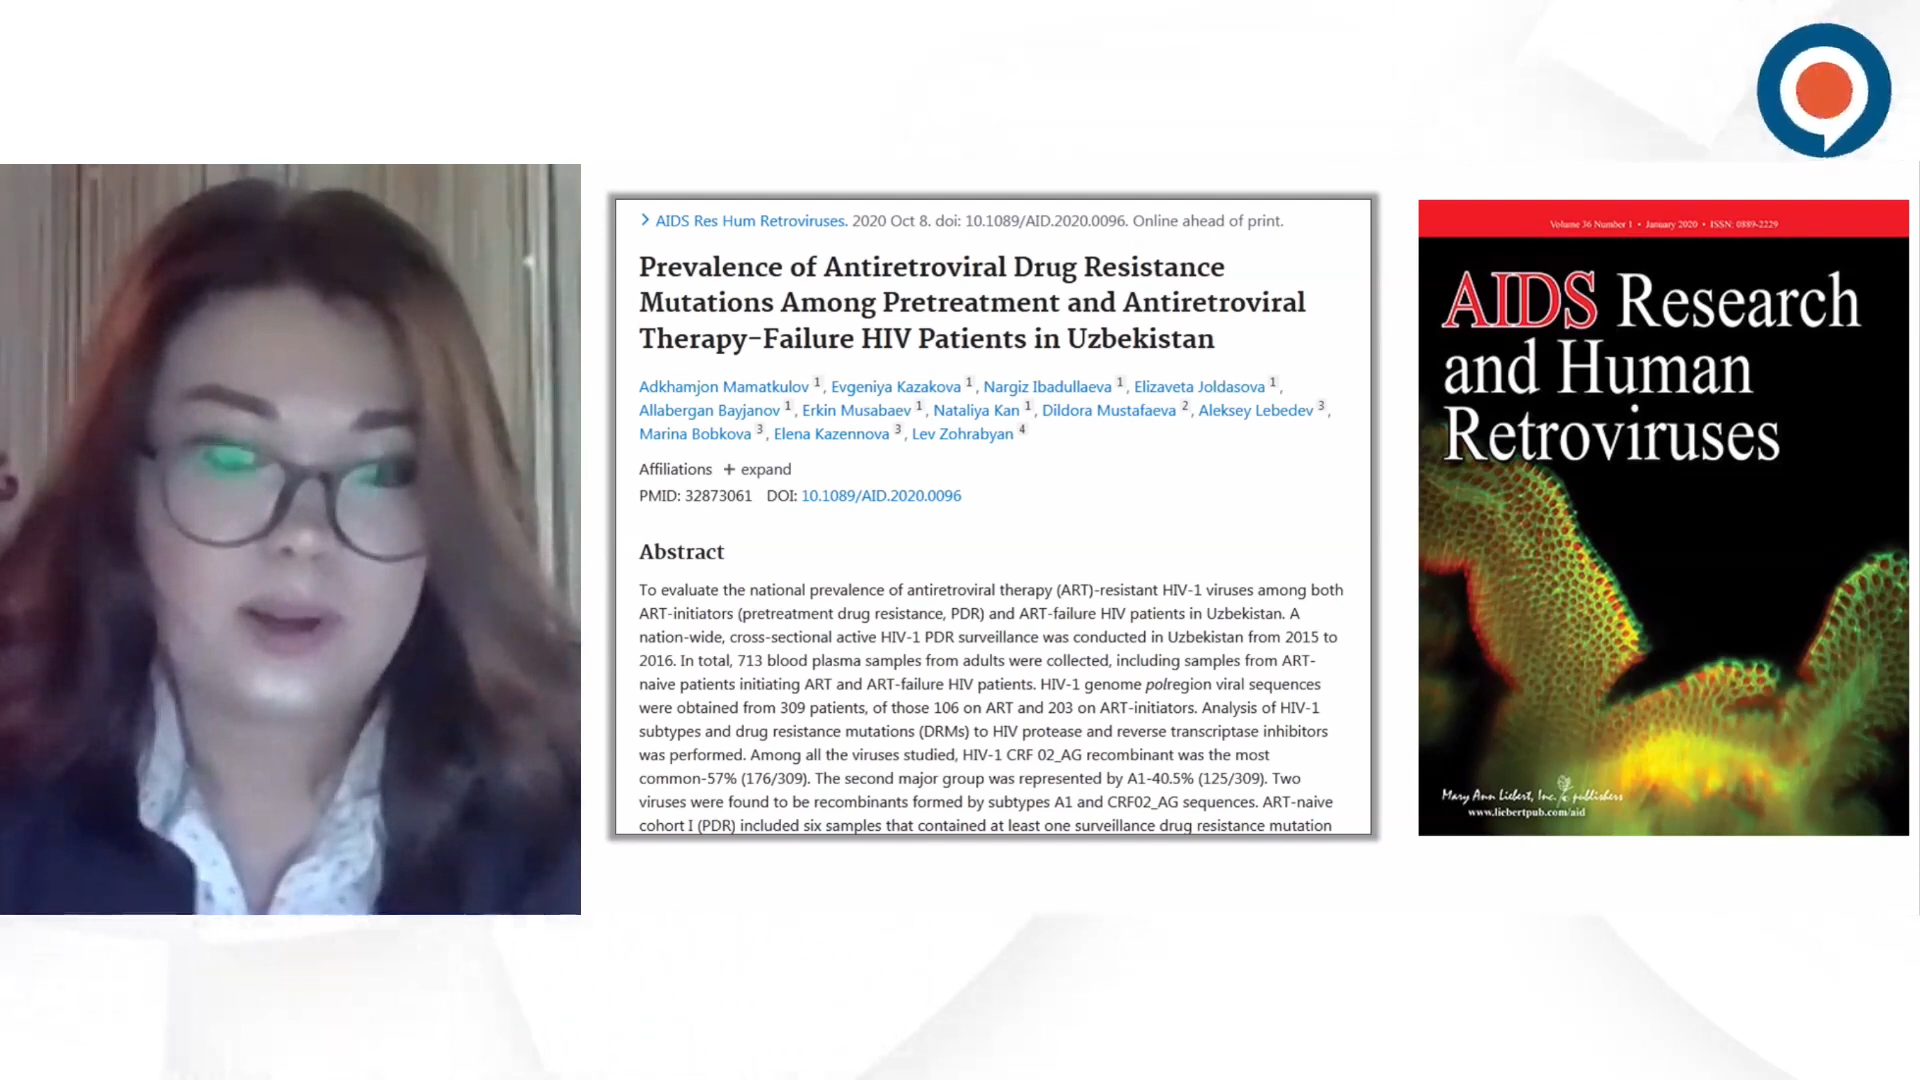 > AIDS Res Hum Retroviruses. 2020 Oct 8. doi: 10.1089/AID.2020.0096. Online ahead of print.
Prevalence of Antiretroviral Drug Resistance
Mutations Among Pretreatment and Antiretroviral
Therapy-Failure HIV Patients in Uzbekistan
Adkhamjon Mamatkulov 1, Evgeniya Kazakova 1, Nargiz Ibadullaeva 1, Elizaveta Joldasova 1,
Allabergan Bayjanov 1, Erkin Musabaev 1, Nataliya Kan 1, Dildora Mustafaeva 2, Aleksey Lebedev 3,
Marina Bobkova 3, Elena Kazennova 3, Lev Zohrabyan 4
Affiliations + expand
PMID: 32873061 DOI: 10.1089/AID.2020.0096
Abstract
To evaluate the national prevalence of antiretroviral therapy (ART)-resistant HIV-1 viruses among both
ART-initiators (pretreatment drug resistance, PDR) and ART-failure HIV patients in Uzbekistan. A
nation-wide, cross-sectional active HIV-1 PDR surveillance was conducted in Uzbekistan from 2015 to
2016. In total, 713 blood plasma samples from adults were collected, including samples from ART-
naive patients initiating ART and ART-failure HIV patients. HIV-1 genome polregion viral sequences
were obtained from 309 patients, of those 106 on ART and 203 on ART-initiators. Analysis of HIV-1
subtypes and drug resistance mutations (DRMs) to HIV protease and reverse transcriptase inhibitors
was performed. Among all the viruses studied, HIV-1 CRF 02_AG recombinant was the most
common-57% (176/309). The second major group was represented by A1-40.5% (125/309). Two
viruses were found to be recombinants formed by subtypes A1 and CRF02_AG sequences. ART-naive
cohort I (PDR) included six samples that contained at least one surveillance drug resistance mutation
Volume 36 Number 1 • January 2020 • ISSN: 0889-2229
AIDS Research
and Human
Retroviruses
Mary Ann Liebert, Inc. publishers
www.liebertpub.com/aid